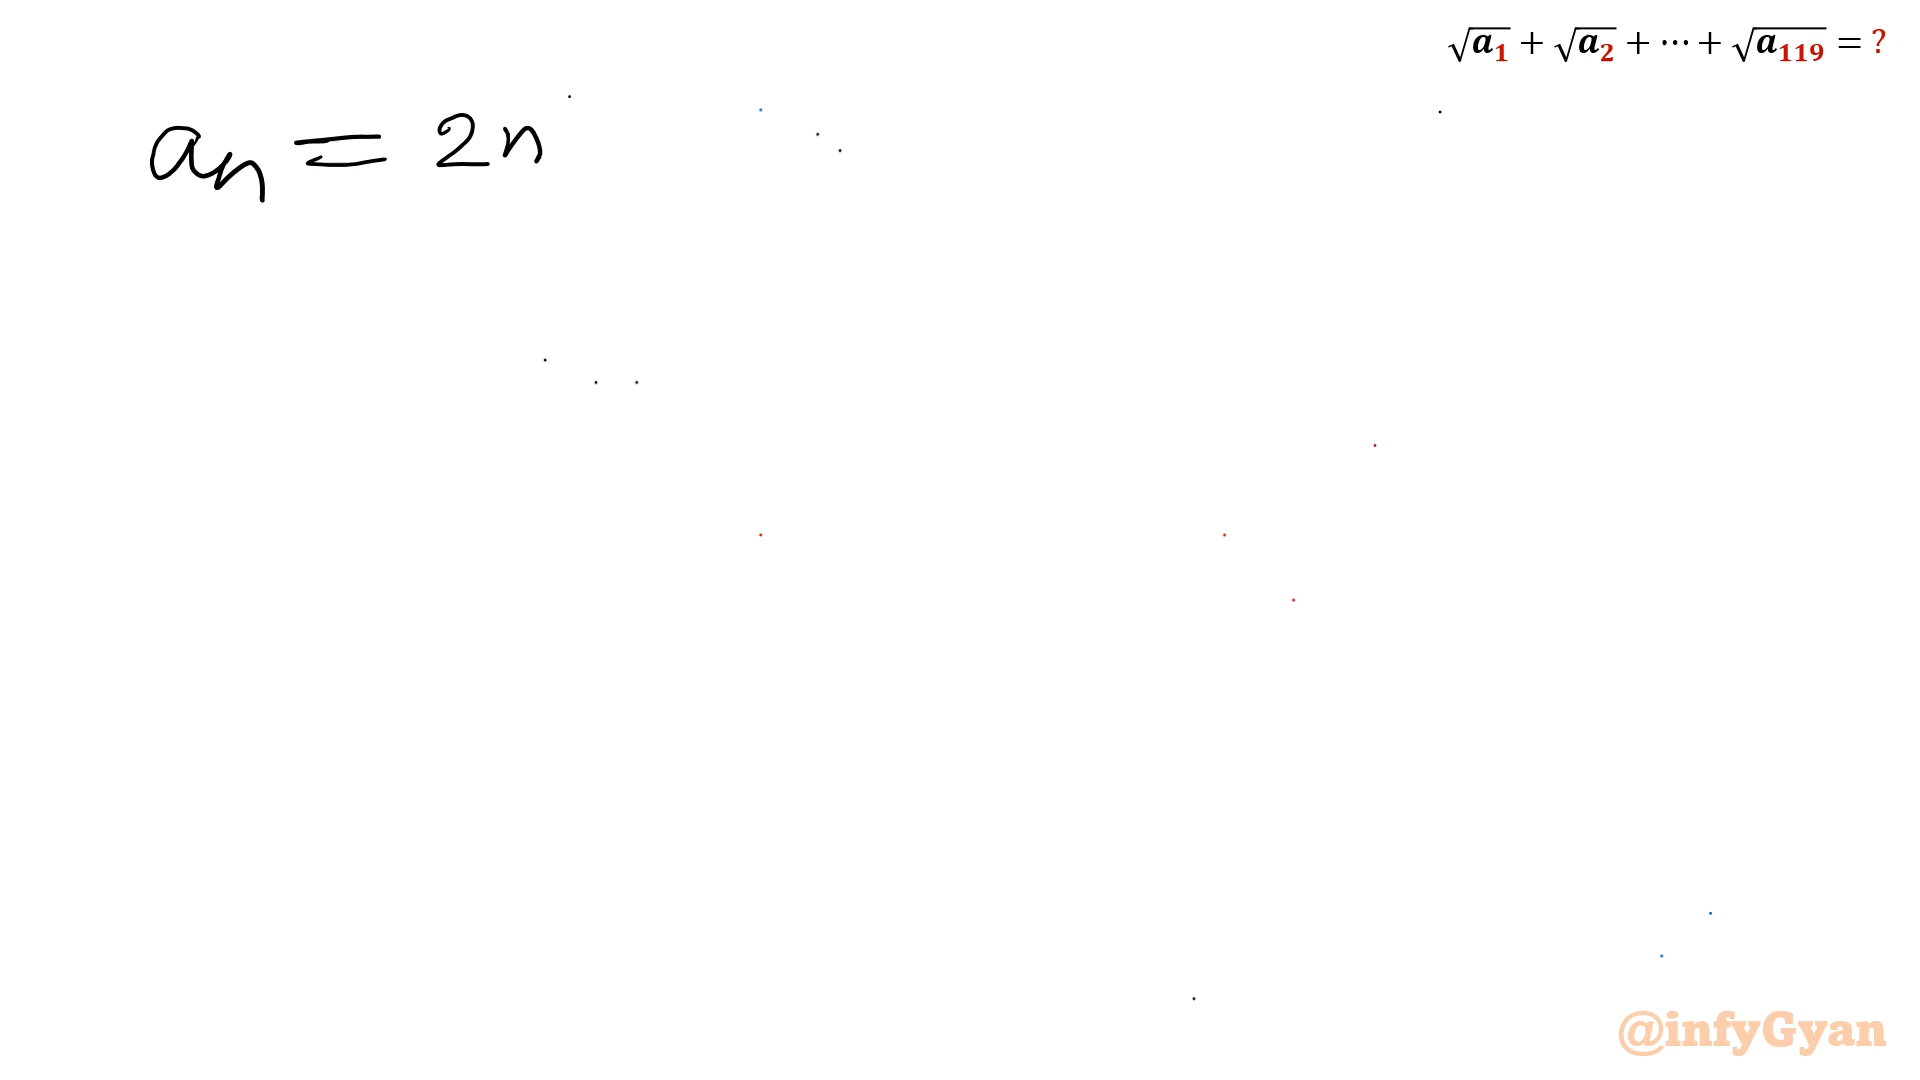 √a₁ + √a₂ + ⋯ + √a₁₁₉ = ?
aₙ = 2n
@infyGyan